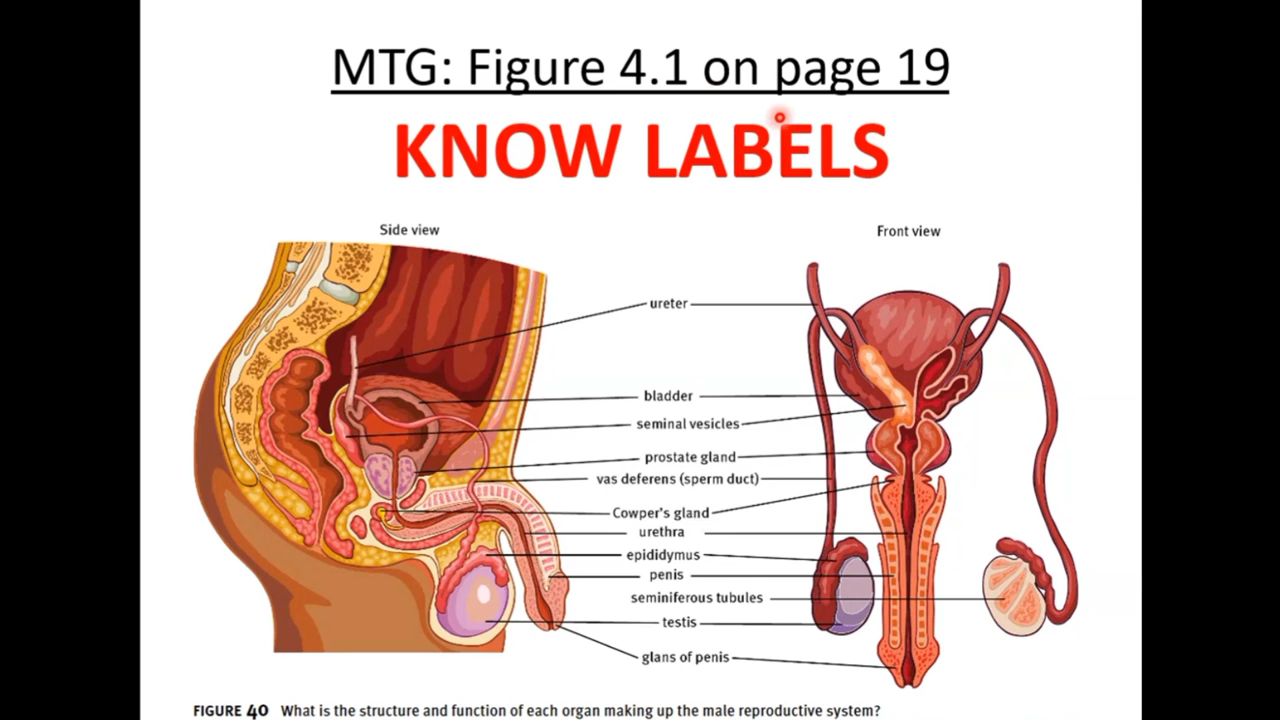 MTG: Figure 4.1 on page 19
KNOW LABELS
Side view
Front view
ureter
bladder
seminal vesicles
prostate gland
vas deferens (sperm duct)
Cowper's gland
urethra
epididymus
penis
seminiferous tubules
testis
glans of penis
FIGURE 40 What is the structure and function of each organ making up the male reproductive system?